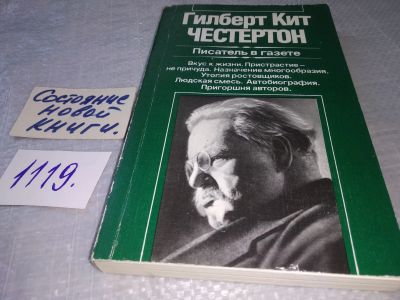 Гилберт Кит
ЧЕСТЕРТОН
Писатель в газете
Вкус к жизни. Пристрастие –
не причуда. Назначение многообразия.
Утопия ростовщиков.
Людская смесь. Автобиография.
Пригоршня авторов.
Состояние
новой
книги.
1119.